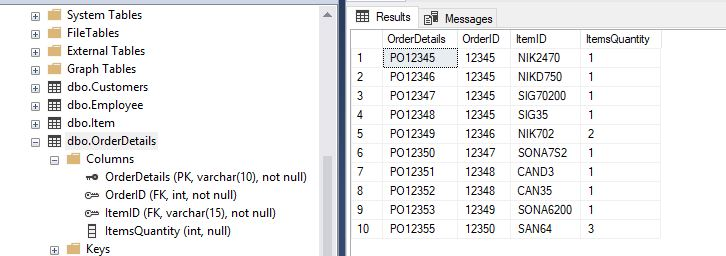 System Tables
FileTables
External Tables
Graph Tables
dbo.Customers
dbo.Employee
dbo.Item
dbo.OrderDetails
Columns
OrderDetails (PK, varchar(10), not null)
OrderID (FK, int, not null)
ItemID (FK, varchar(15), not null)
ItemsQuantity (int, null)
Keys
Results Messages
OrderDetails OrderID ItemID ItemsQuantity
1 PO12345 12345 NIK2470 1
2 PO12346 12345 NIKD750 1
3 PO12347 12345 SIG70200 1
4 PO12348 12345 SIG35 1
5 PO12349 12346 NIK702 2
6 PO12350 12347 SONA7S2 1
7 PO12351 12348 CAND3 1
8 PO12352 12348 CAN35 1
9 PO12353 12349 SONA6200 1
10 PO12355 12350 SAN64 3